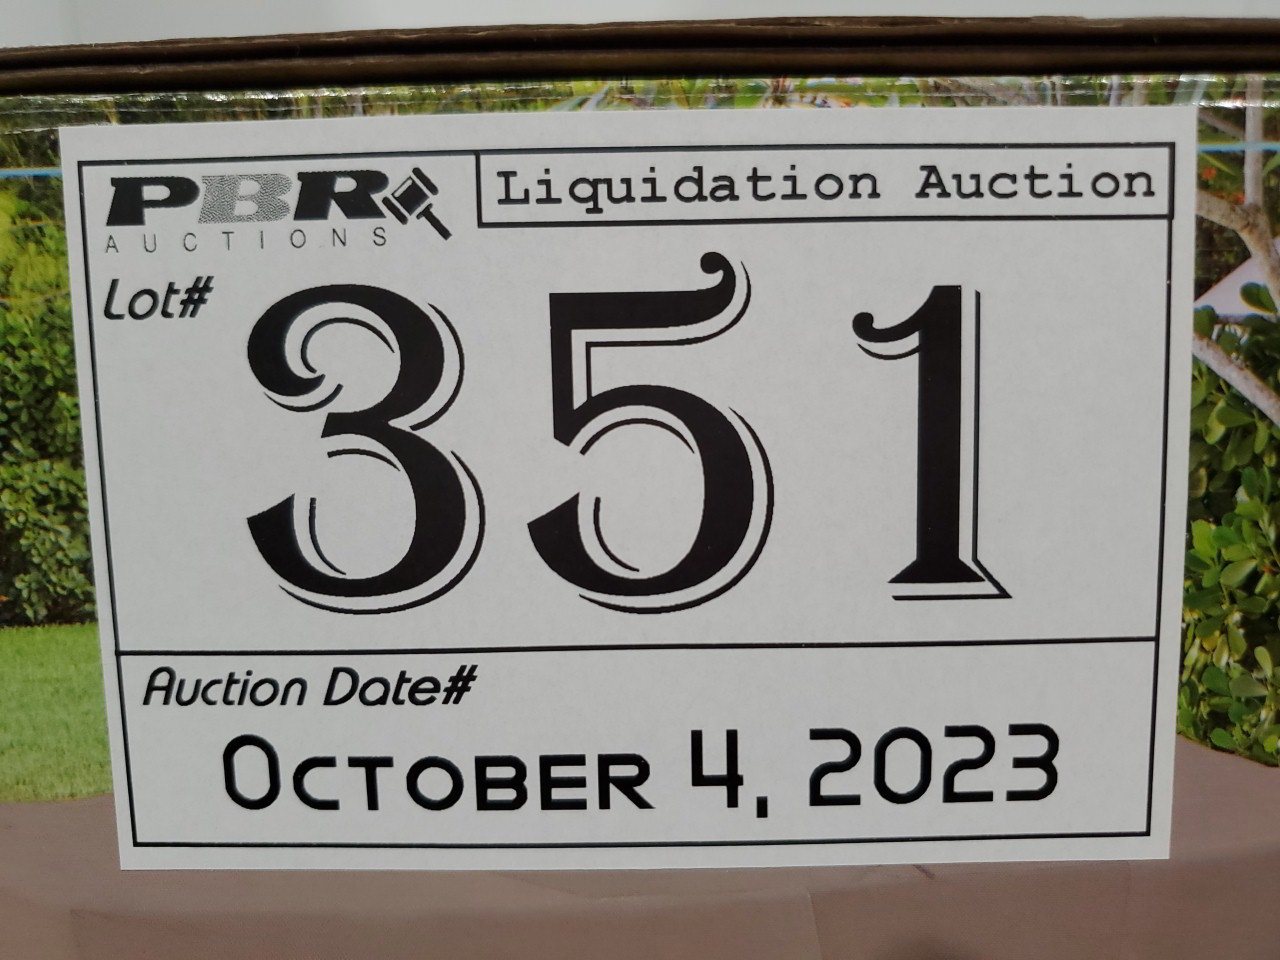 PBR
AUCTIONS
Liquidation Auction
Lot#
351
Auction Date#
OCTOBER 4, 2023